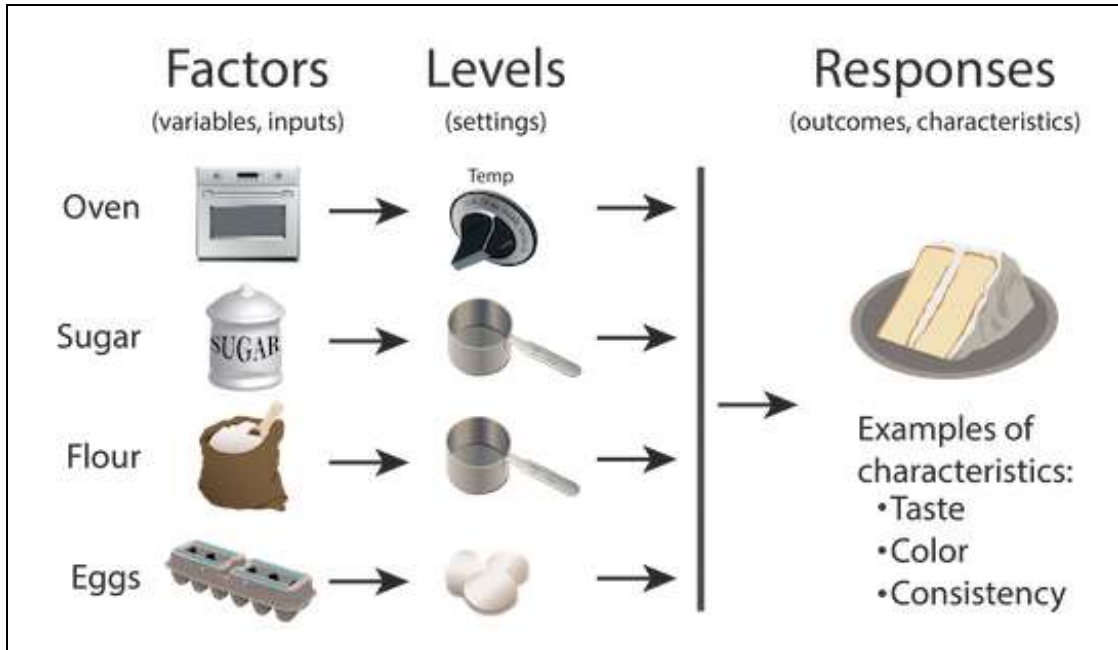 Factors
(variables, inputs)
Levels
(settings)
Responses
(outcomes, characteristics)
Oven
Temp
Sugar
SUGAR
Flour
Eggs
Examples of
characteristics:
•Taste
•Color
•Consistency